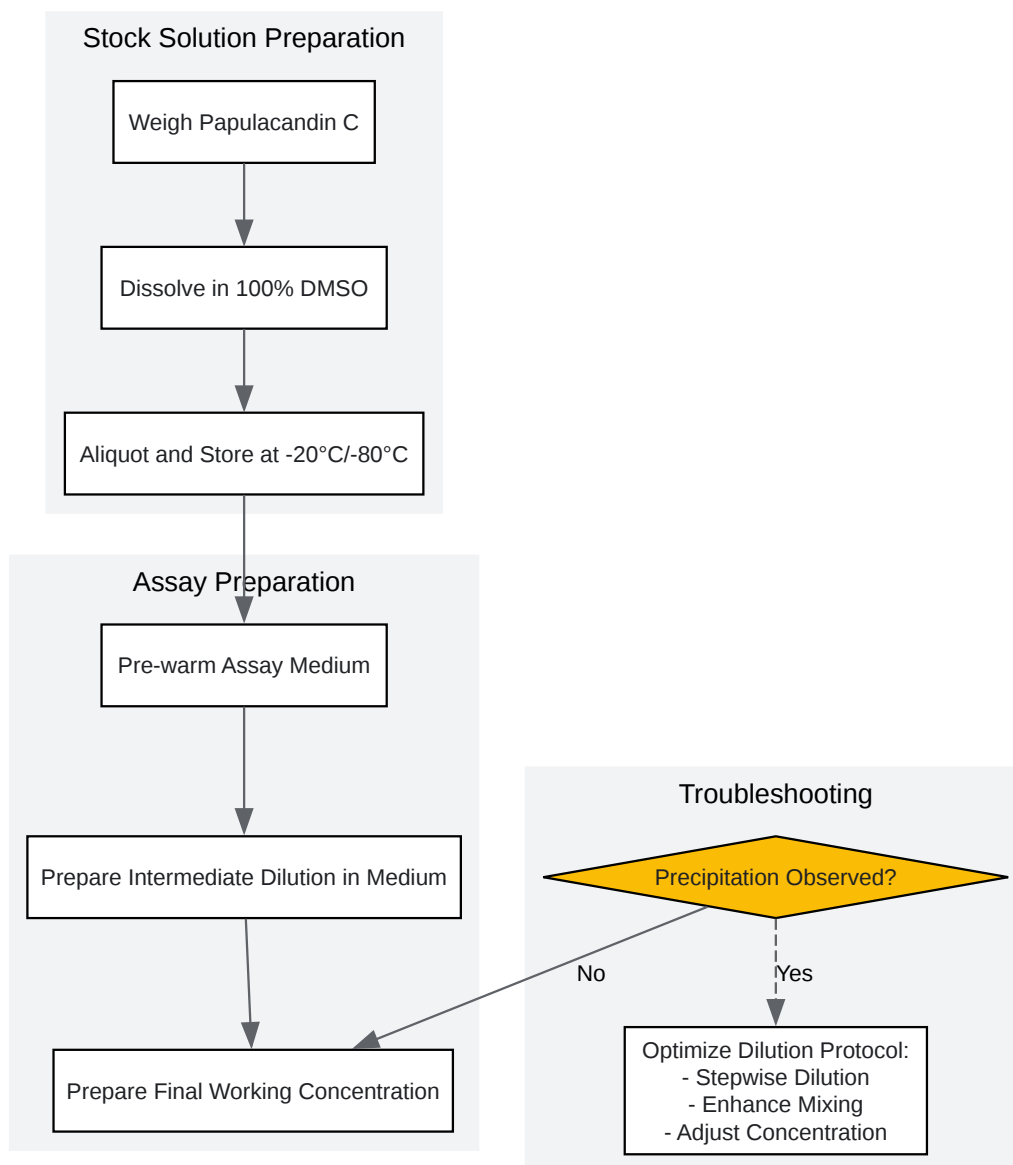 Stock Solution Preparation
Weigh Papulacandin C
Dissolve in 100% DMSO
Aliquot and Store at -20°C/-80°C
Assay Preparation
Pre-warm Assay Medium
Prepare Intermediate Dilution in Medium
Prepare Final Working Concentration
Troubleshooting
Precipitation Observed?
No
Yes
Optimize Dilution Protocol:
- Stepwise Dilution
- Enhance Mixing
- Adjust Concentration